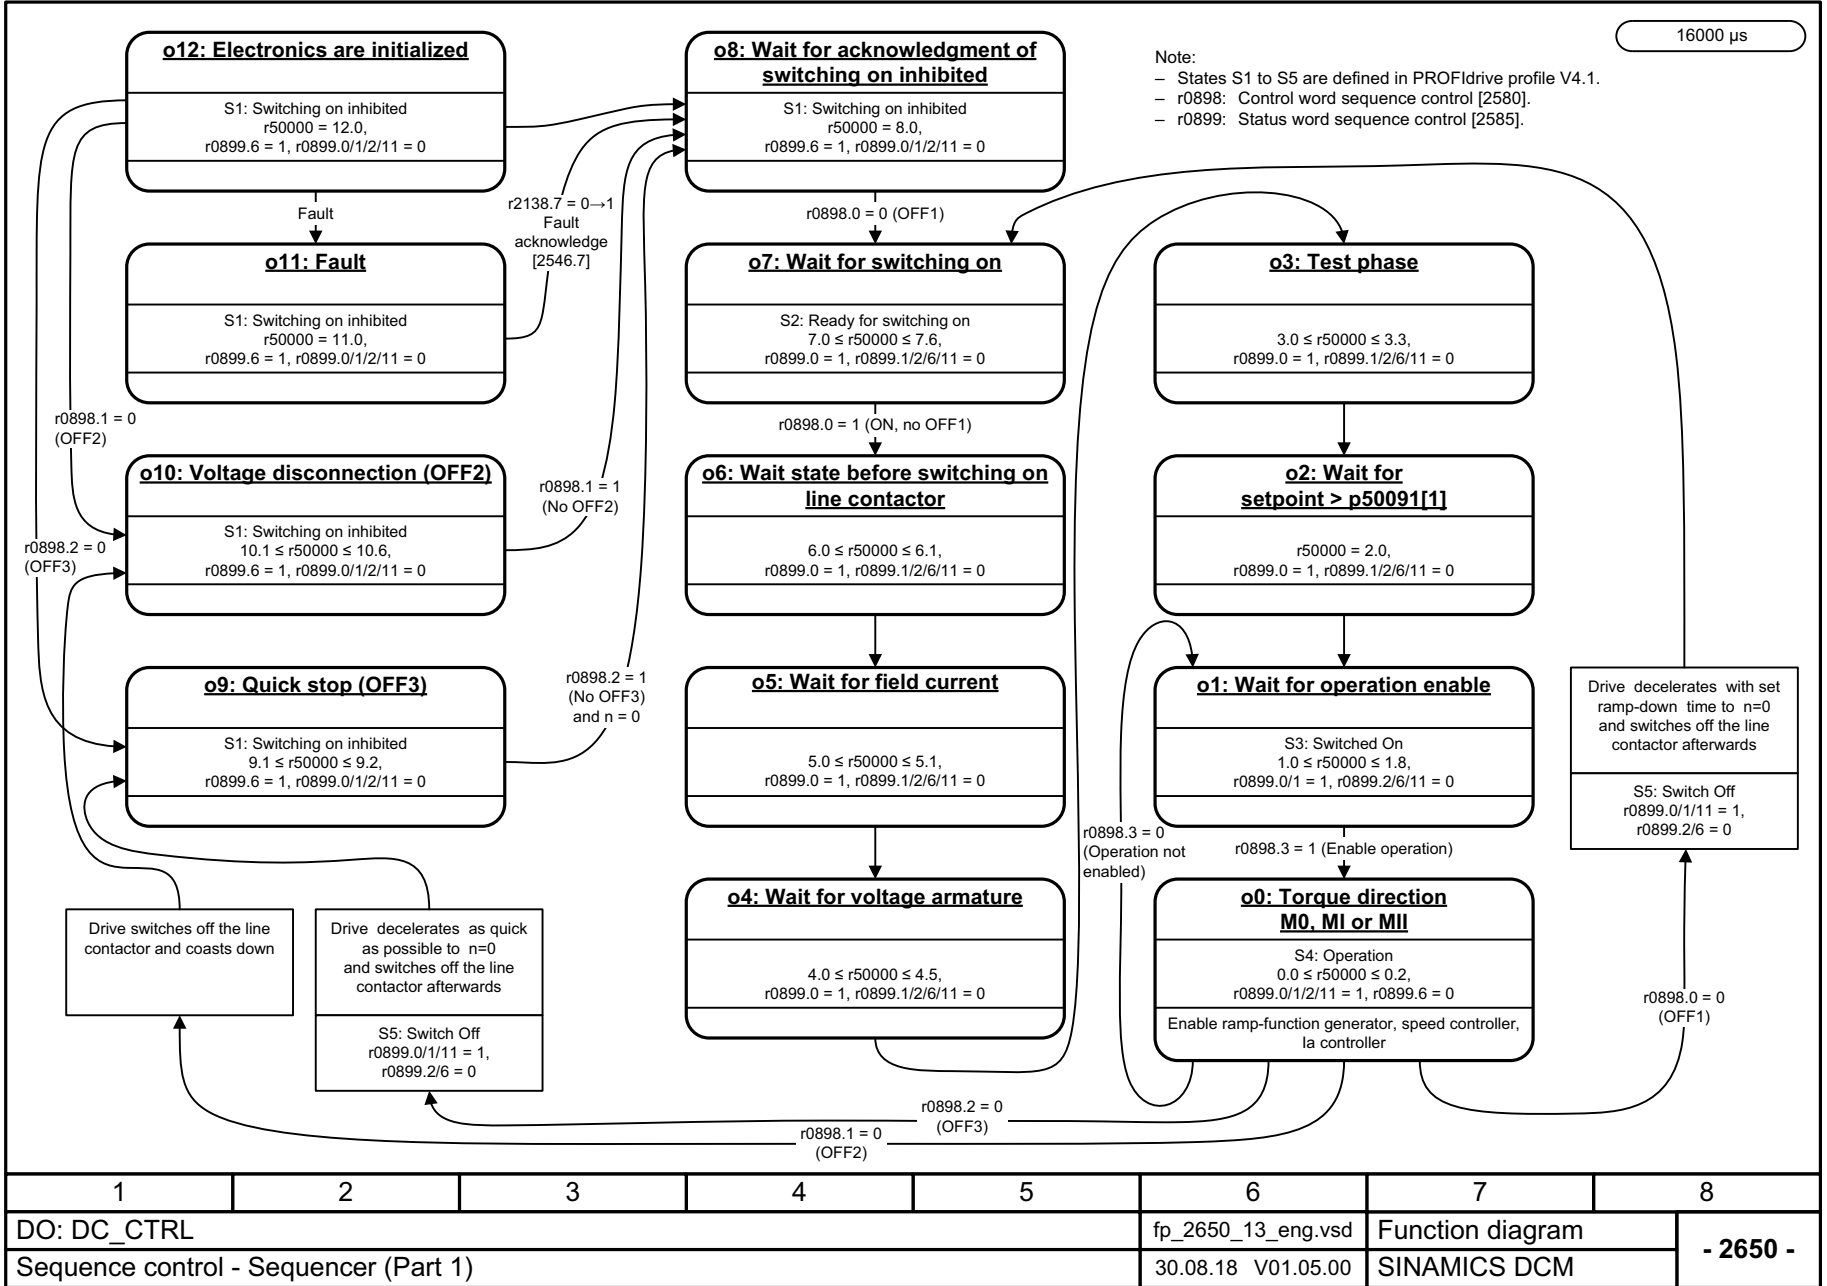 16000 µs
Note:
– States S1 to S5 are defined in PROFIdrive profile V4.1.
– r0898: Control word sequence control [2580].
– r0899: Status word sequence control [2585].
o12: Electronics are initialized
S1: Switching on inhibited
r50000 = 12.0,
r0899.6 = 1, r0899.0/1/2/11 = 0
Fault
o11: Fault
S1: Switching on inhibited
r50000 = 11.0,
r0899.6 = 1, r0899.0/1/2/11 = 0
r2138.7 = 0→1
Fault
acknowledge
[2546.7]
r0898.1 = 0
(OFF2)
o10: Voltage disconnection (OFF2)
S1: Switching on inhibited
10.1 ≤ r50000 ≤ 10.6,
r0899.6 = 1, r0899.0/1/2/11 = 0
r0898.1 = 1
(No OFF2)
r0898.2 = 0
(OFF3)
o9: Quick stop (OFF3)
S1: Switching on inhibited
9.1 ≤ r50000 ≤ 9.2,
r0899.6 = 1, r0899.0/1/2/11 = 0
r0898.2 = 1
(No OFF3)
and n = 0
Drive switches off the line
contactor and coasts down
Drive decelerates as quick
as possible to n=0
and switches off the line
contactor afterwards
S5: Switch Off
r0899.0/1/11 = 1,
r0899.2/6 = 0
o8: Wait for acknowledgment of
switching on inhibited
S1: Switching on inhibited
r50000 = 8.0,
r0899.6 = 1, r0899.0/1/2/11 = 0
r0898.0 = 0 (OFF1)
o7: Wait for switching on
S2: Ready for switching on
7.0 ≤ r50000 ≤ 7.6,
r0899.0 = 1, r0899.1/2/6/11 = 0
r0898.0 = 1 (ON, no OFF1)
o6: Wait state before switching on
line contactor
6.0 ≤ r50000 ≤ 6.1,
r0899.0 = 1, r0899.1/2/6/11 = 0
o5: Wait for field current
5.0 ≤ r50000 ≤ 5.1,
r0899.0 = 1, r0899.1/2/6/11 = 0
o4: Wait for voltage armature
4.0 ≤ r50000 ≤ 4.5,
r0899.0 = 1, r0899.1/2/6/11 = 0
o3: Test phase
3.0 ≤ r50000 ≤ 3.3,
r0899.0 = 1, r0899.1/2/6/11 = 0
o2: Wait for
setpoint > p50091[1]
r50000 = 2.0,
r0899.0 = 1, r0899.1/2/6/11 = 0
o1: Wait for operation enable
S3: Switched On
1.0 ≤ r50000 ≤ 1.8,
r0899.0/1 = 1, r0899.2/6/11 = 0
r0898.3 = 0
(Operation not
enabled)
r0898.3 = 1 (Enable operation)
o0: Torque direction
M0, MI or MII
S4: Operation
0.0 ≤ r50000 ≤ 0.2,
r0899.0/1/2/11 = 1, r0899.6 = 0
Enable ramp-function generator, speed controller,
Ia controller
Drive decelerates with set
ramp-down time to n=0
and switches off the line
contactor afterwards
S5: Switch Off
r0899.0/1/11 = 1,
r0899.2/6 = 0
r0898.0 = 0
(OFF1)
r0898.2 = 0
(OFF3)
r0898.1 = 0
(OFF2)
1 2 3 4 5 6 7 8
DO: DC_CTRL
fp_2650_13_eng.vsd
Function diagram
- 2650 -
Sequence control - Sequencer (Part 1)
30.08.18 V01.05.00
SINAMICS DCM